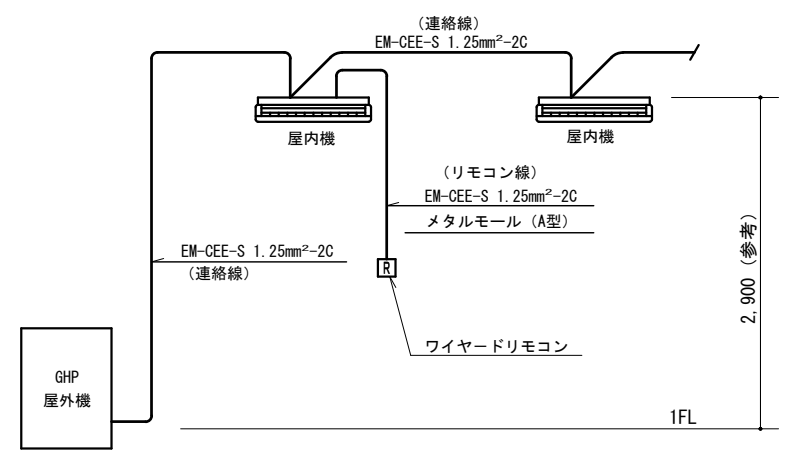 （連絡線）
EM-CEE-S 1.25mm²-2C
屋内機
屋内機
（リモコン線）
EM-CEE-S 1.25mm²-2C
メタルモール（A型）
EM-CEE-S 1.25mm²-2C
（連絡線）
R
2,900（参考）
ワイヤードリモコン
GHP
屋外機
1FL